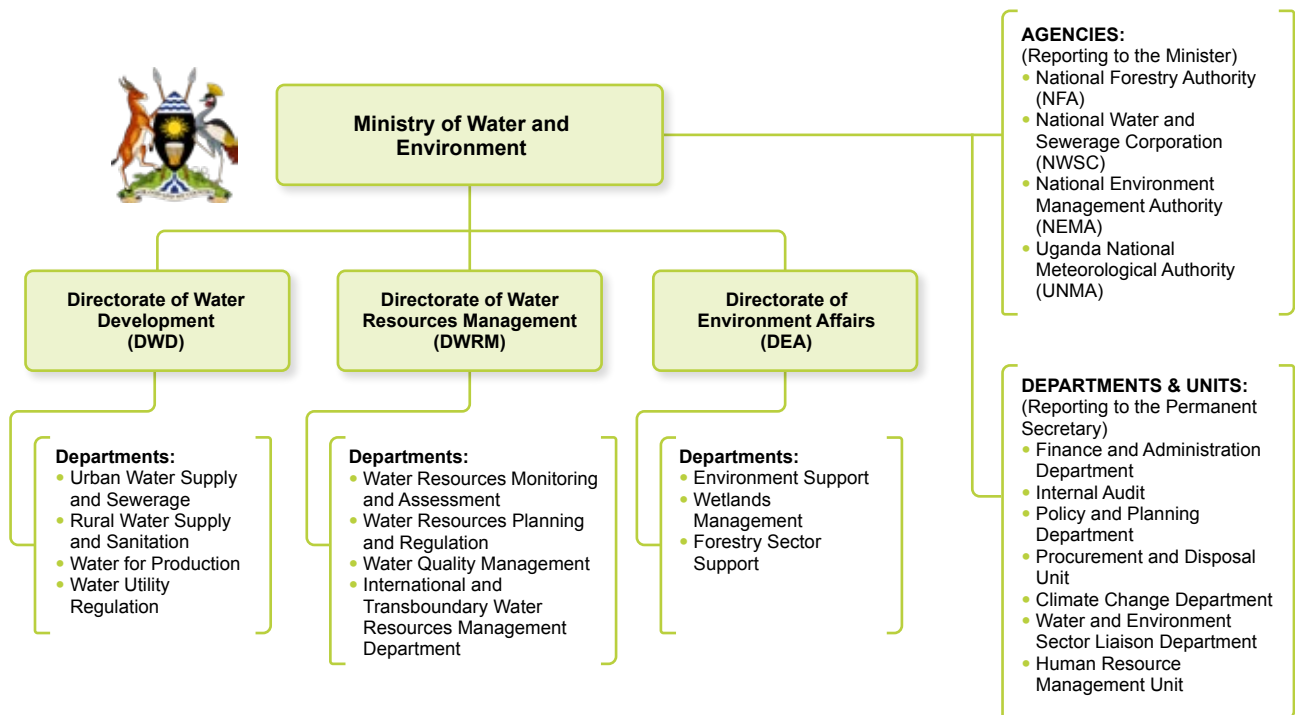 Ministry of Water and
Environment
Directorate of Water
Development
(DWD)
Departments:
• Urban Water Supply
and Sewerage
• Rural Water Supply
and Sanitation
• Water for Production
• Water Utility
Regulation
Directorate of Water
Resources Management
(DWRM)
Departments:
• Water Resources Monitoring
and Assessment
• Water Resources Planning
and Regulation
• Water Quality Management
• International and
Transboundary Water
Resources Management
Department
Directorate of
Environment Affairs
(DEA)
Departments:
• Environment Support
• Wetlands
Management
• Forestry Sector
Support
AGENCIES:
(Reporting to the Minister)
• National Forestry Authority
(NFA)
• National Water and
Sewerage Corporation
(NWSC)
• National Environment
Management Authority
(NEMA)
• Uganda National
Meteorological Authority
(UNMA)
DEPARTMENTS & UNITS:
(Reporting to the Permanent
Secretary)
• Finance and Administration
Department
• Internal Audit
• Policy and Planning
Department
• Procurement and Disposal
Unit
• Climate Change Department
• Water and Environment
Sector Liaison Department
• Human Resource
Management Unit